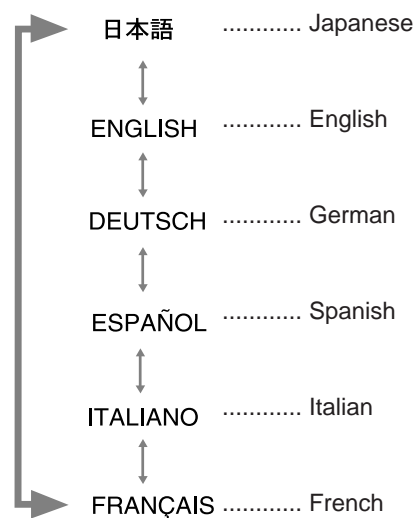 日本語 ............ Japanese
ENGLISH ............ English
DEUTSCH ............ German
ESPAÑOL ............ Spanish
ITALIANO ............ Italian
FRANÇAIS ............ French